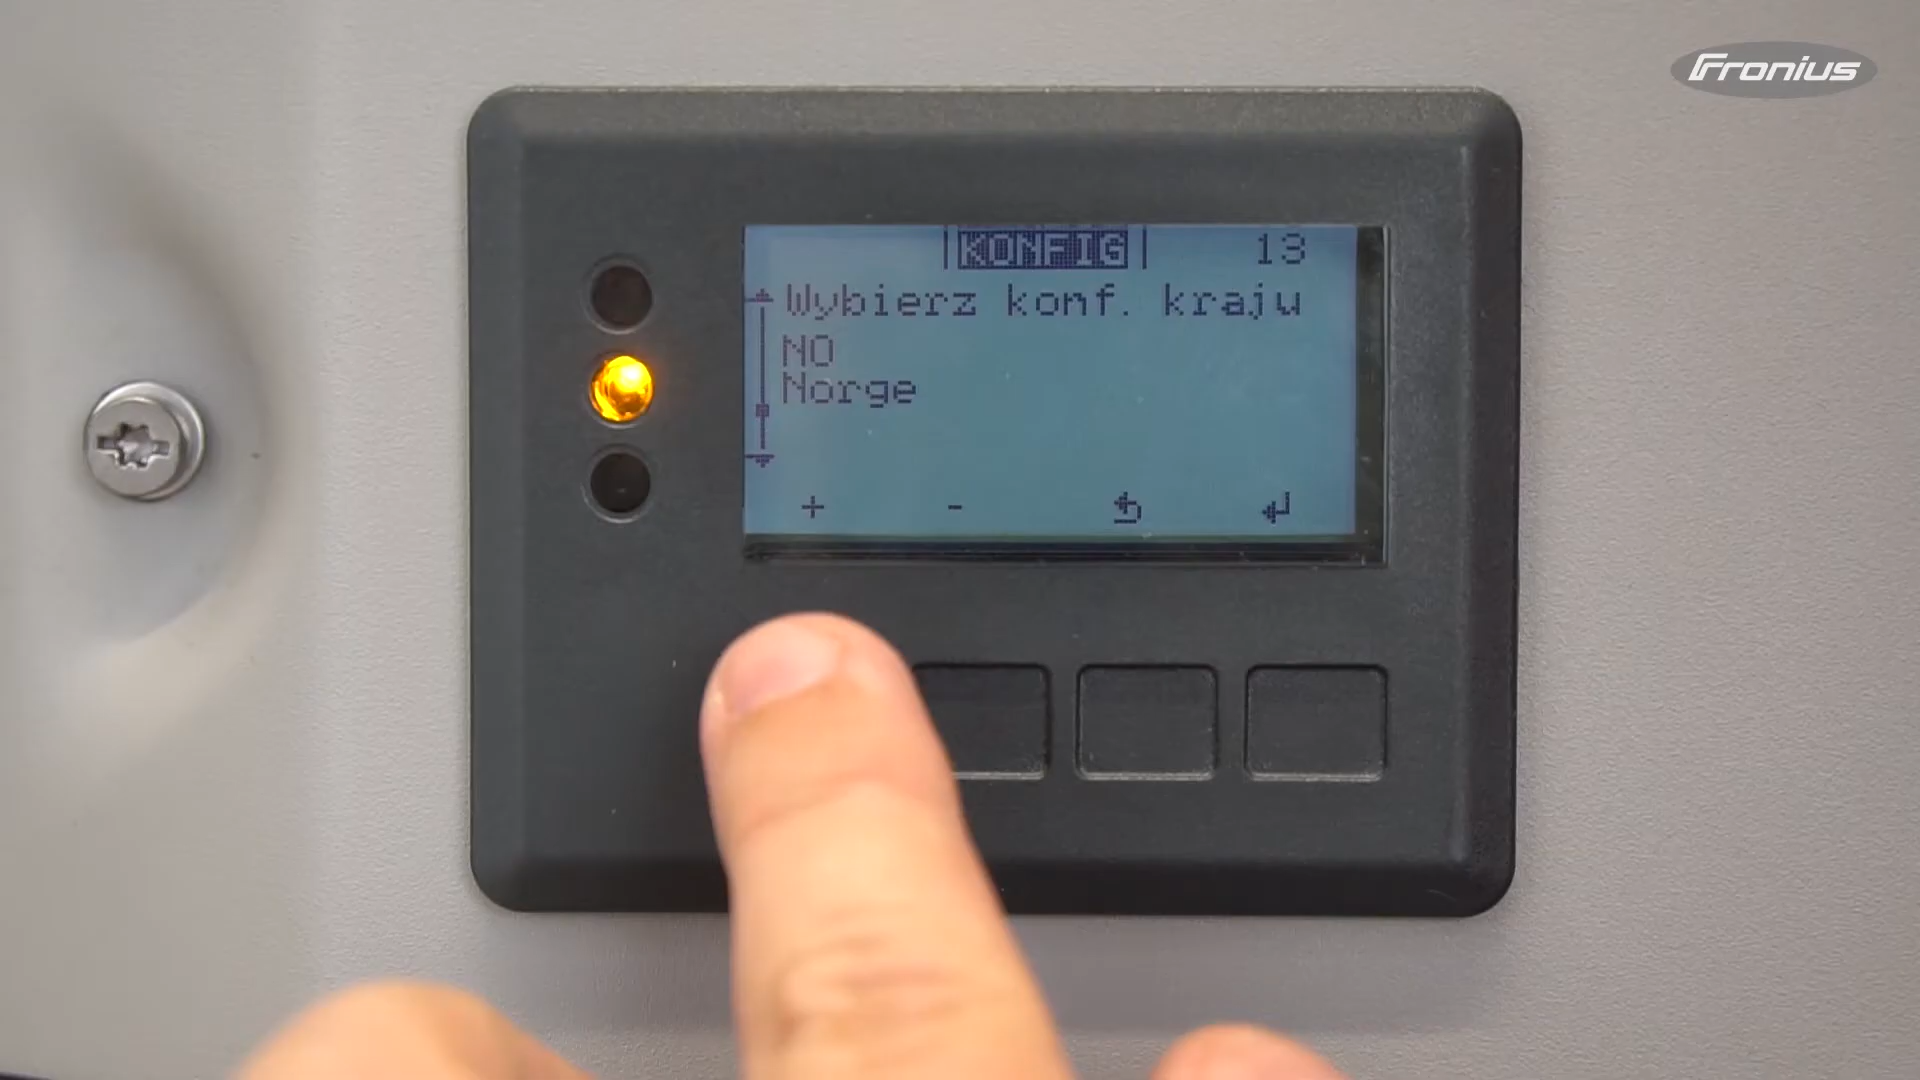 Fronius
KONFIG 13
Wybierz konf. kraju
NO
Norge
+ -